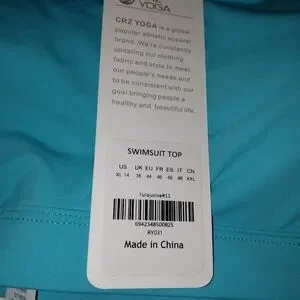 YOGA
CRZ YOGA is a global
popular athletic apparel
brand. We're constantly
updating our clothing
fabric and style to meet
our people's needs and
to be consistent with our
goal bringing people a
healthy and beautiful life.
SWIMSUIT TOP
US UK EU FR ES IT CN
XL 14 16 44 46 46 48 XXL
Turquoise#11
6942348500825
RY031
Made in China